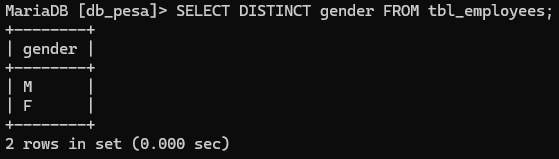 MariaDB [db_pesa]> SELECT DISTINCT gender FROM tbl_employees;
+--------+
| gender |
+--------+
| M      |
| F      |
+--------+
2 rows in set (0.000 sec)